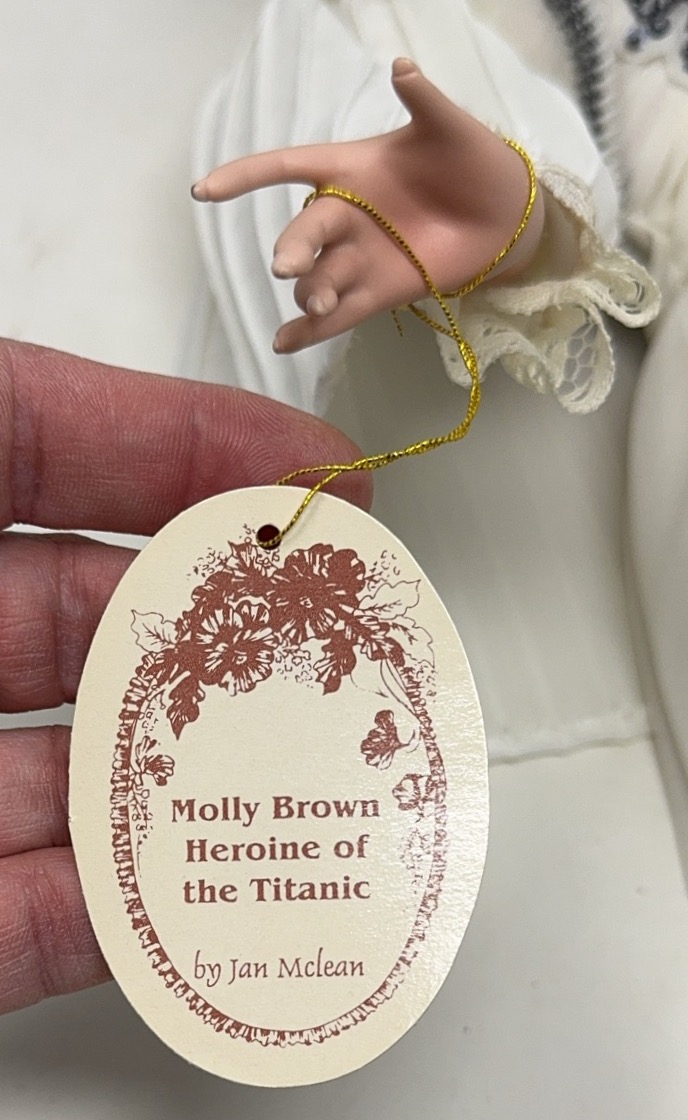 Molly Brown
Heroine of
the Titanic
by Jan Mclean